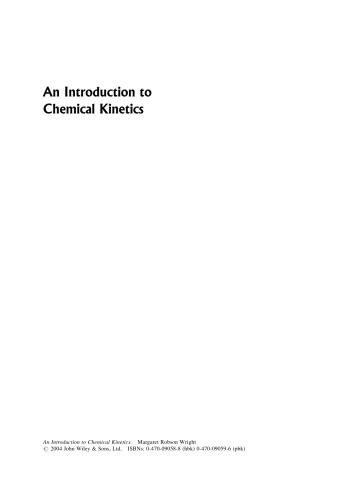 An Introduction to
Chemical Kinetics
An Introduction to Chemical Kinetics. Margaret Robson Wright
© 2004 John Wiley & Sons, Ltd. ISBNs: 0-470-09058-8 (hbk) 0-470-09059-6 (pbk)